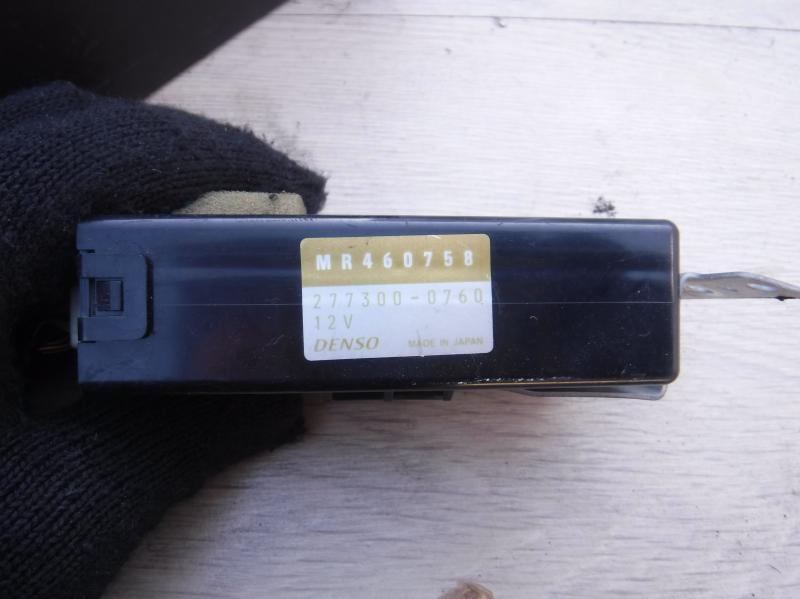 MR460758
277300-0760
12V
DENSO MADE IN JAPAN